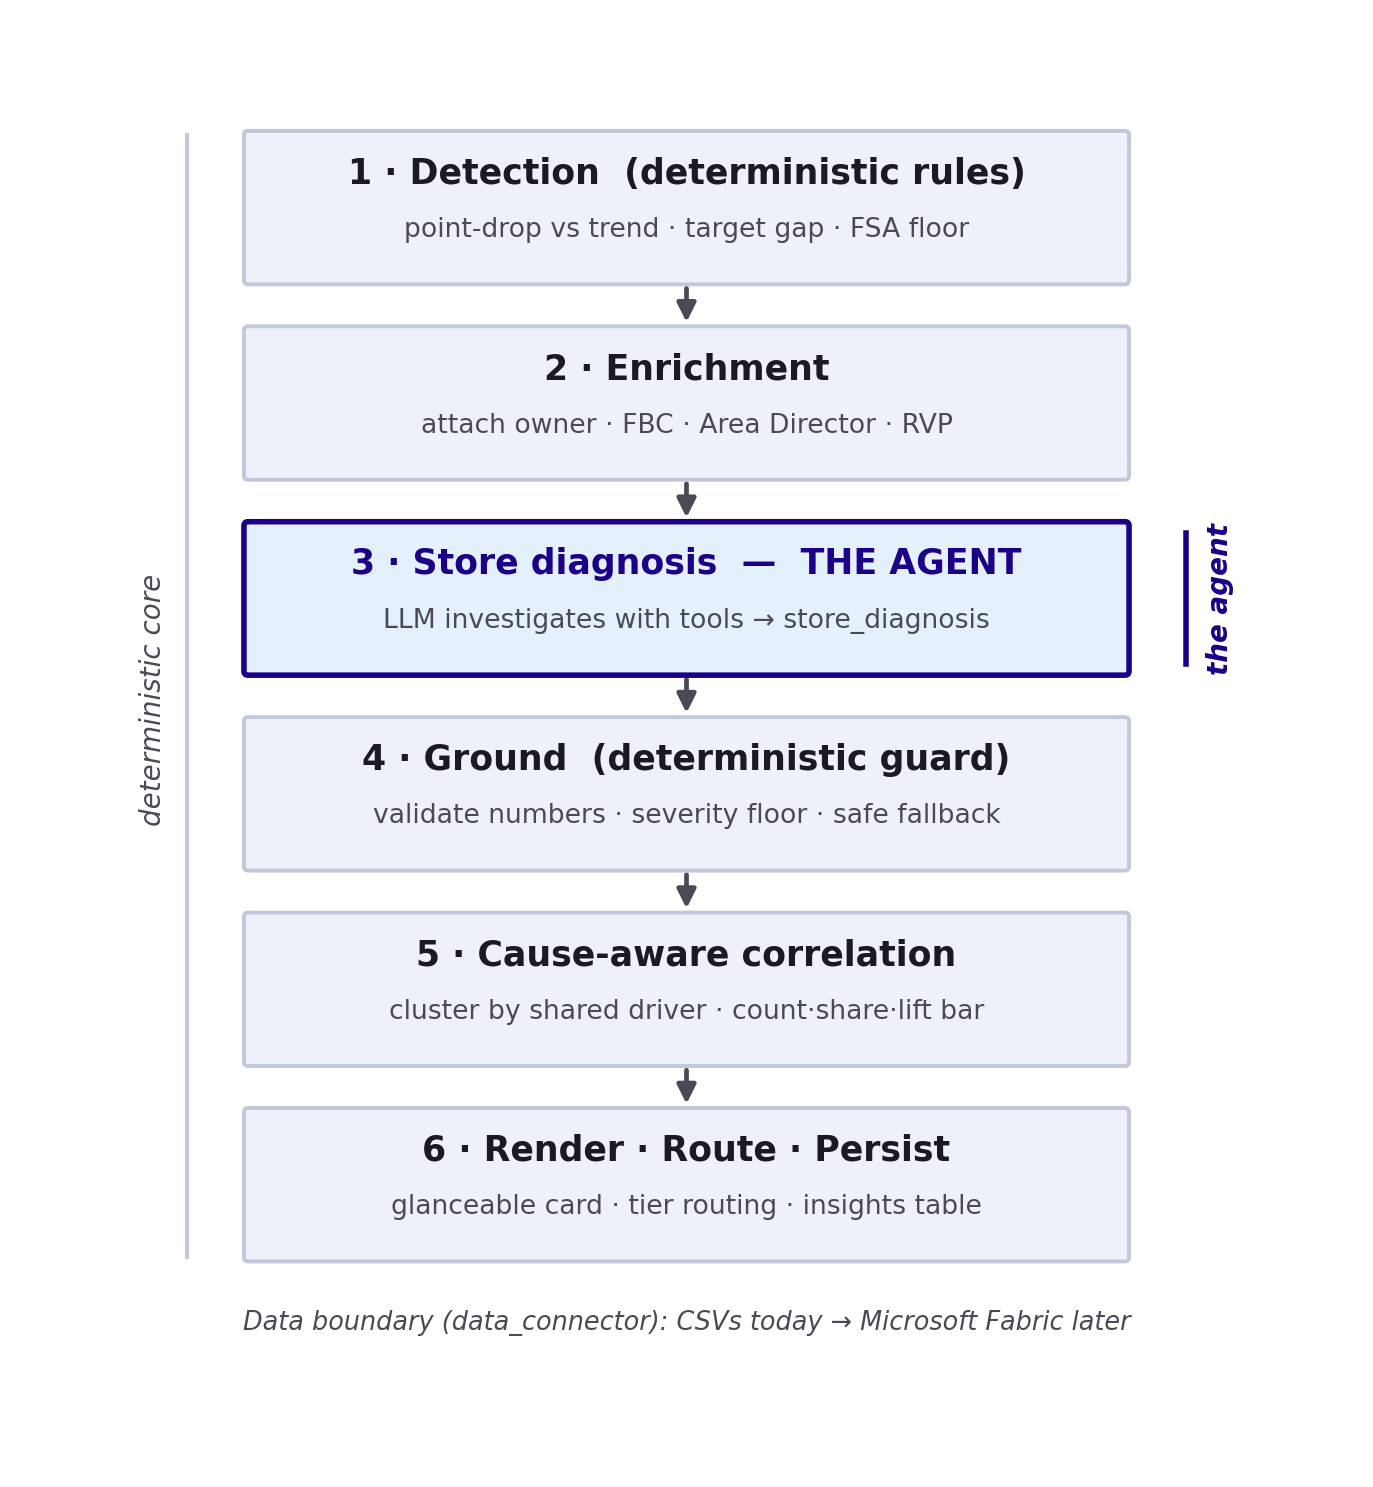 1 · Detection (deterministic rules)
point-drop vs trend · target gap · FSA floor
2 · Enrichment
attach owner · FBC · Area Director · RVP
3 · Store diagnosis — THE AGENT
LLM investigates with tools → store_diagnosis
the agent
deterministic core
4 · Ground (deterministic guard)
validate numbers · severity floor · safe fallback
5 · Cause-aware correlation
cluster by shared driver · count·share·lift bar
6 · Render · Route · Persist
glanceable card · tier routing · insights table
Data boundary (data_connector): CSVs today → Microsoft Fabric later